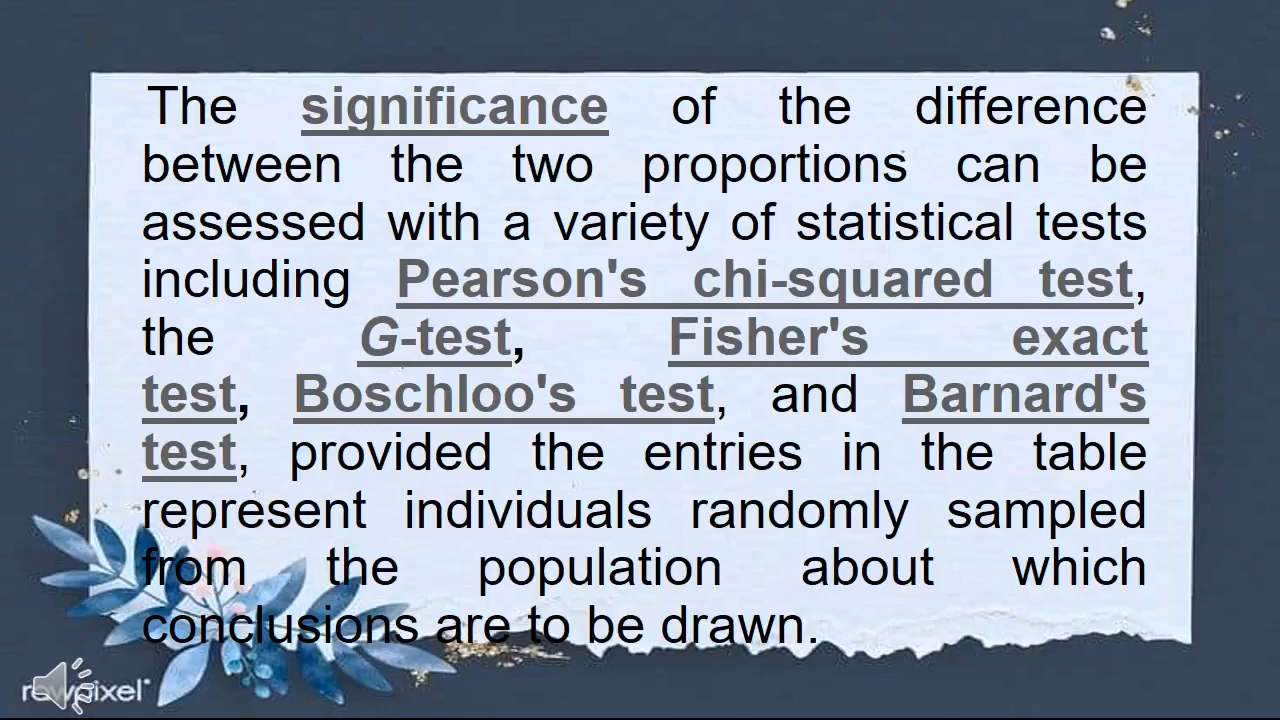 The significance of the difference
between the two proportions can be
assessed with a variety of statistical tests
including Pearson's chi-squared test,
the G-test, Fisher's exact
test, Boschloo's test, and Barnard's
test, provided the entries in the table
represent individuals randomly sampled
from the population about which
conclusions are to be drawn.
rawpixel